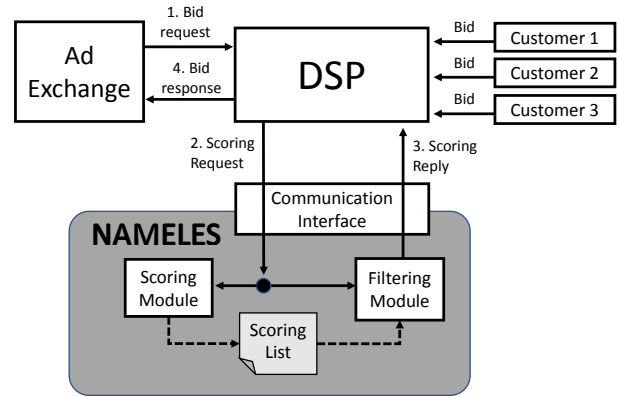 1. Bid
request
Ad
Exchange
4. Bid
response
DSP
Bid
Customer 1
Bid
Customer 2
Bid
Customer 3
2. Scoring
Request
3. Scoring
Reply
Communication
Interface
NAMELES
Scoring
Module
Filtering
Module
Scoring
List